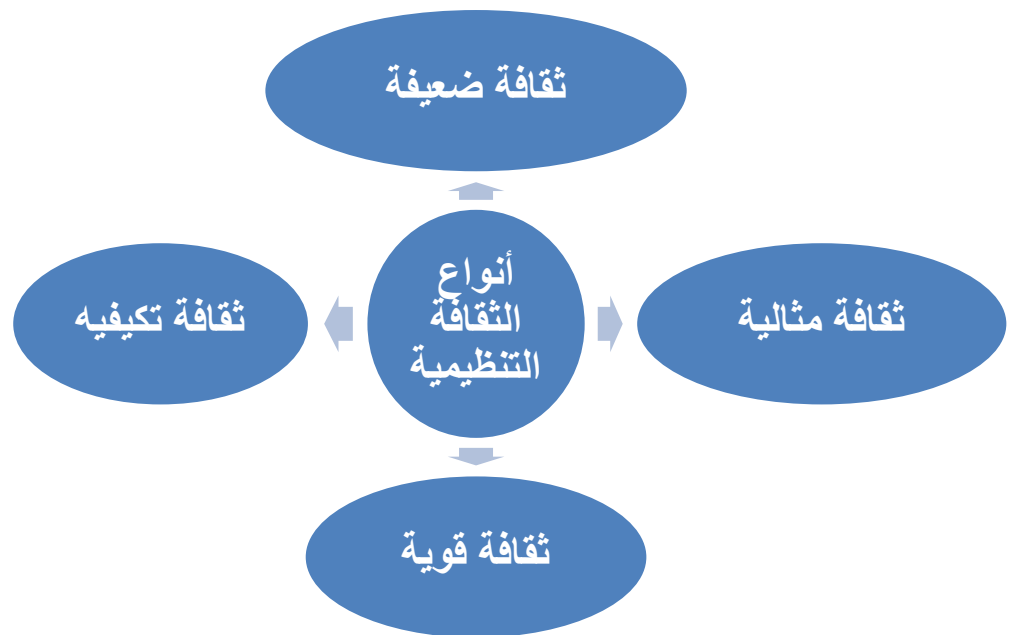 ثقافة ضعيفة
أنواع
الثقافة
التنظيمية
ثقافة مثالية
ثقافة تكيفيه
ثقافة قوية